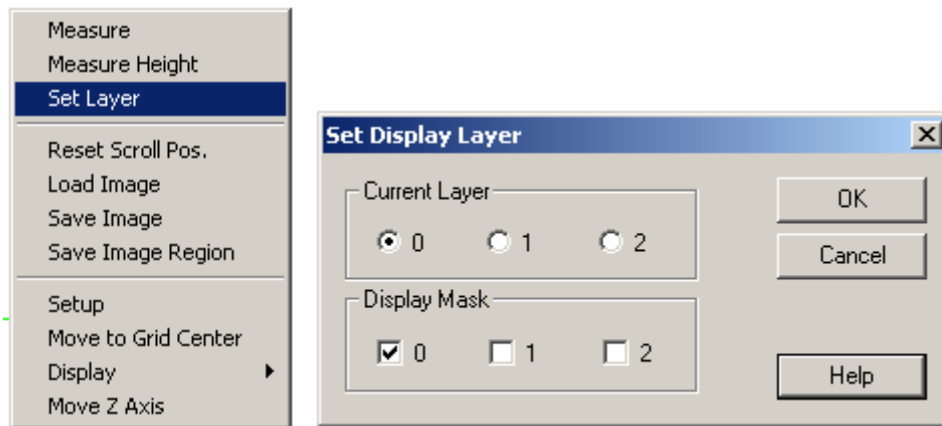 Measure
Measure Height
Set Layer
Reset Scroll Pos.
Load Image
Save Image
Save Image Region
Setup
Move to Grid Center
Display
Move Z Axis
Set Display Layer
Current Layer
0 1 2
OK
Cancel
Display Mask
0 1 2
Help